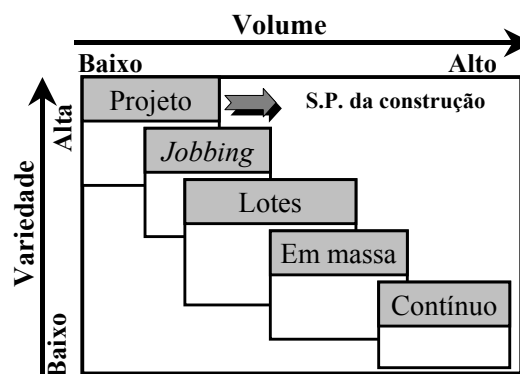 Volume
Baixo Alto
Projeto S.P. da construção
Alta
Jobbing
Lotes
Variedade
Em massa
Contínuo
Baixo